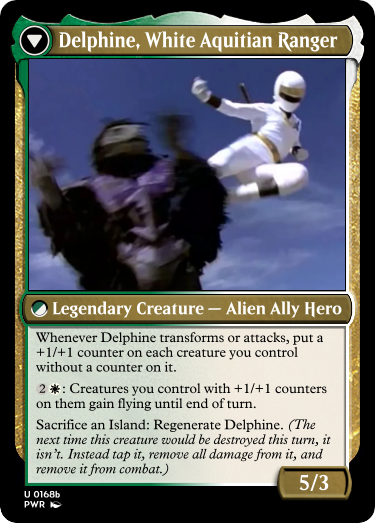 Delphine, White Aquitian Ranger
Legendary Creature — Alien Ally Hero
Whenever Delphine transforms or attacks, put a
+1/+1 counter on each creature you control
without a counter on it.
2: Creatures you control with +1/+1 counters
on them gain flying until end of turn.
Sacrifice an Island: Regenerate Delphine. (The
next time this creature would be destroyed this turn, it
isn't. Instead tap it, remove all damage from it, and
remove it from combat.)
5/3
U 0168b
PWR